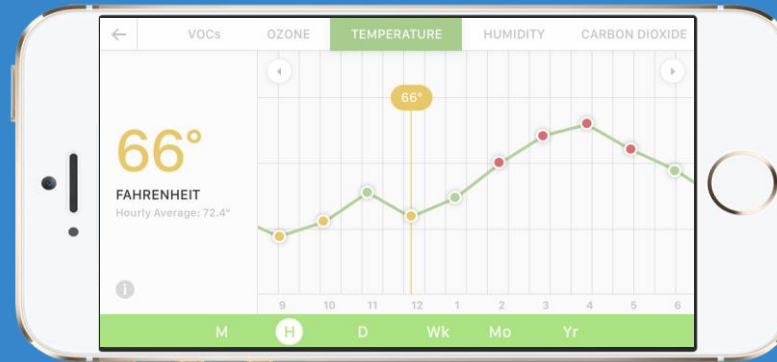 VOCs OZONE TEMPERATURE HUMIDITY CARBON DIOXIDE
66°
66°
FAHRENHEIT
Hourly Average: 72.4°
9 10 11 12 1 2 3 4 5 6
M H D Wk Mo Yr